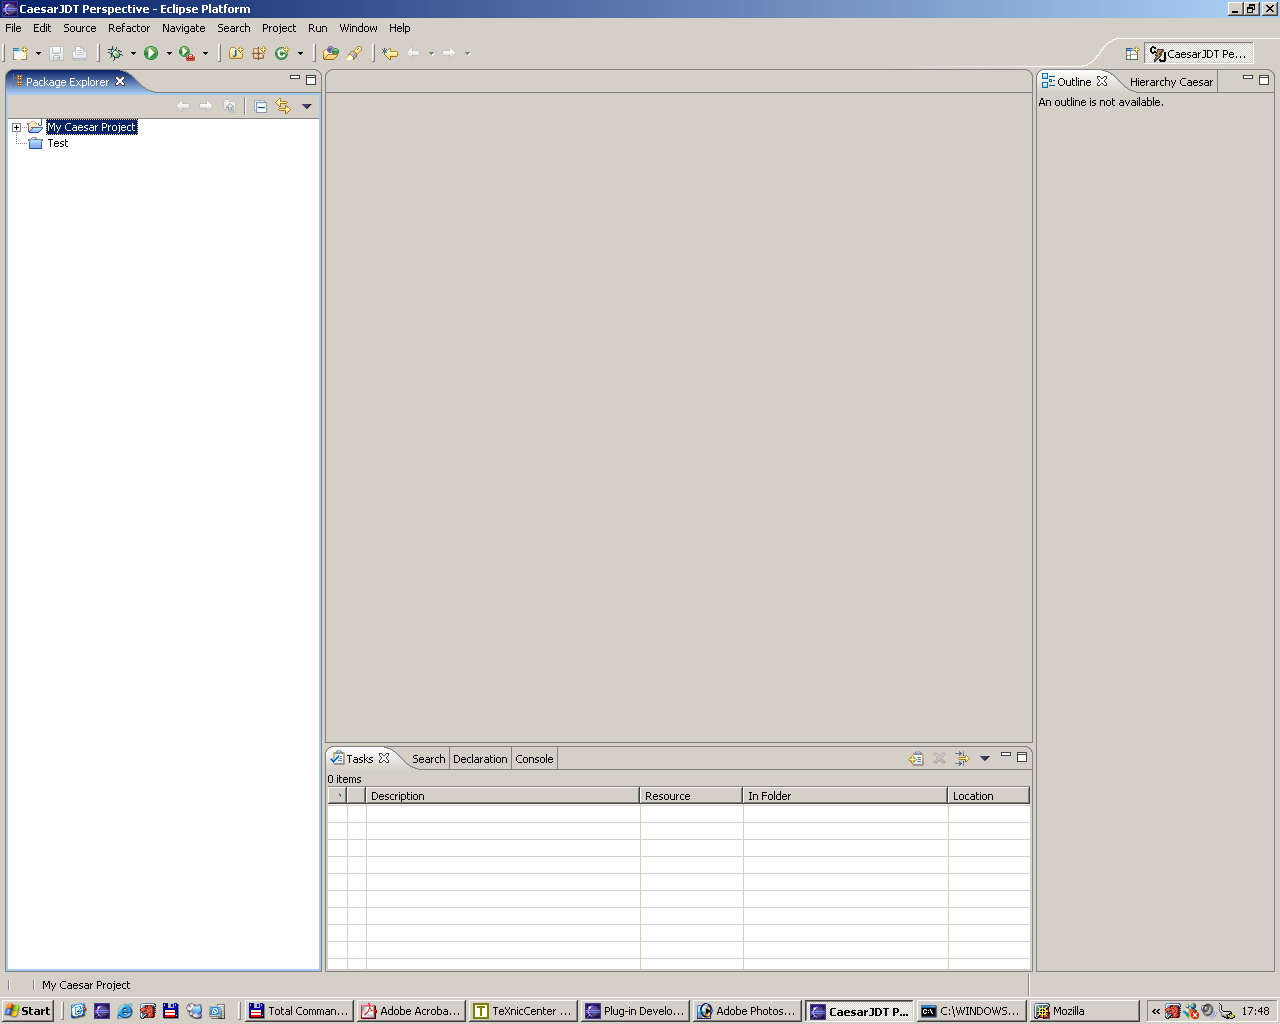 CaesarJDT Perspective - Eclipse Platform
File Edit Source Refactor Navigate Search Project Run Window Help
CaesarJDT Pe...
Package Explorer
Outline Hierarchy Caesar
An outline is not available.
My Caesar Project
Test
Tasks Search Declaration Console
0 items
Description Resource In Folder Location
My Caesar Project
Start Total Comman... Adobe Acroba... TeXnicCenter ... Plug-in Develo... Adobe Photos... CaesarJDT P... C:\WINDOWS... Mozilla « 17:48